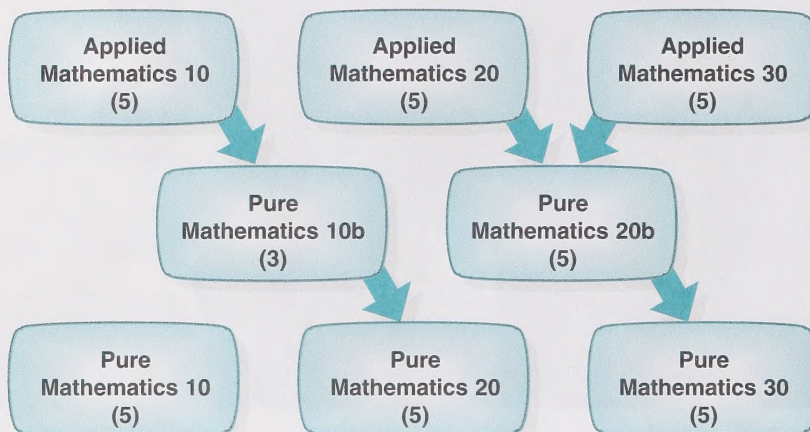 Applied
Mathematics 10
(5)
Applied
Mathematics 20
(5)
Applied
Mathematics 30
(5)
Pure
Mathematics 10b
(3)
Pure
Mathematics 20b
(5)
Pure
Mathematics 10
(5)
Pure
Mathematics 20
(5)
Pure
Mathematics 30
(5)